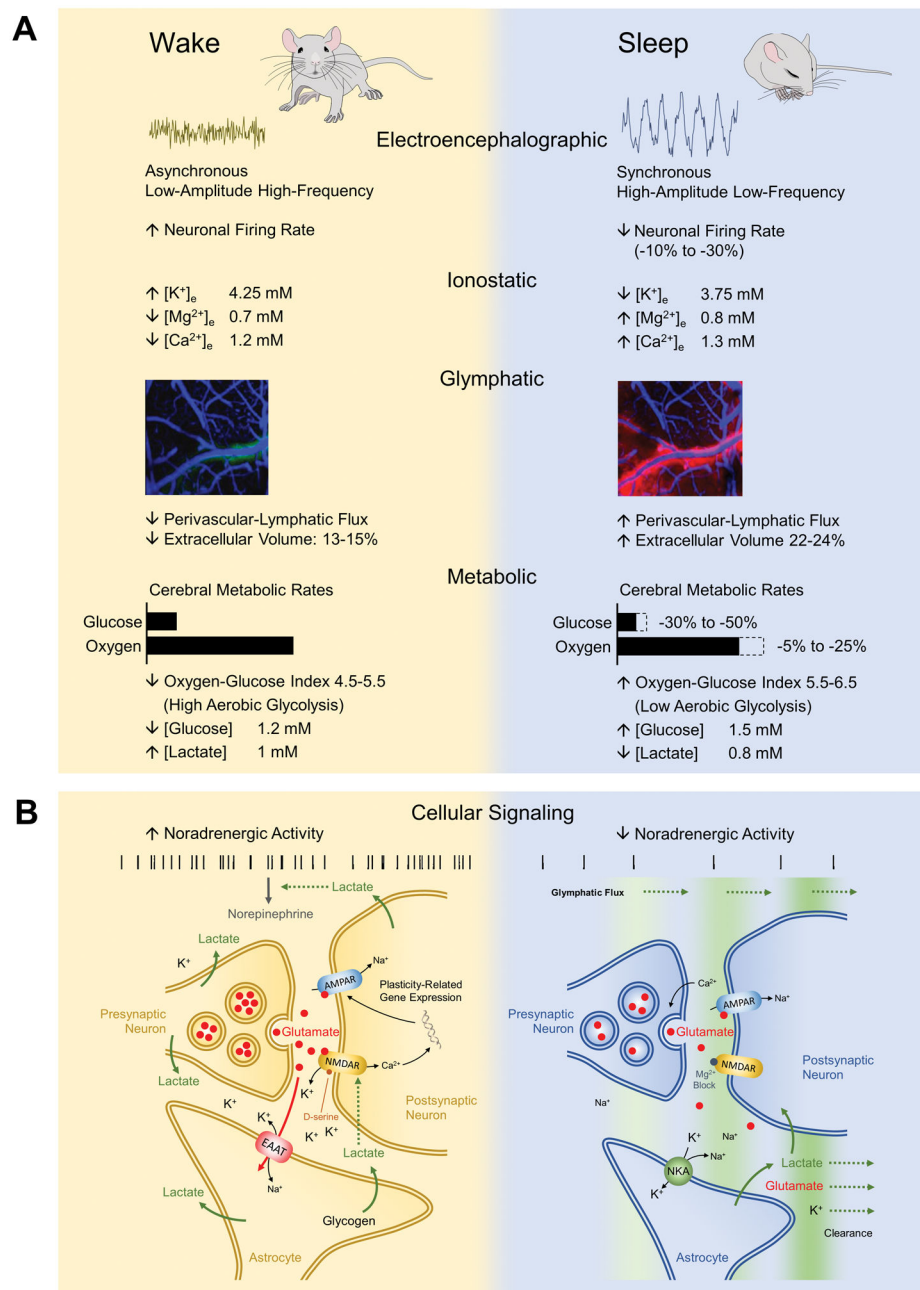 A
Wake
Sleep
Electroencephalographic
Asynchronous
Low-Amplitude High-Frequency
Synchronous
High-Amplitude Low-Frequency
↑ Neuronal Firing Rate
↓ Neuronal Firing Rate
(-10% to -30%)
Ionostatic
↑ [K⁺]ₑ 4.25 mM
↓ [Mg²⁺]ₑ 0.7 mM
↓ [Ca²⁺]ₑ 1.2 mM
↓ [K⁺]ₑ 3.75 mM
↑ [Mg²⁺]ₑ 0.8 mM
↑ [Ca²⁺]ₑ 1.3 mM
Glymphatic
↓ Perivascular-Lymphatic Flux
↓ Extracellular Volume: 13-15%
↑ Perivascular-Lymphatic Flux
↑ Extracellular Volume 22-24%
Metabolic
Cerebral Metabolic Rates
Glucose
Oxygen
Cerebral Metabolic Rates
Glucose -30% to -50%
Oxygen -5% to -25%
↓ Oxygen-Glucose Index 4.5-5.5
(High Aerobic Glycolysis)
↓ [Glucose] 1.2 mM
↑ [Lactate] 1 mM
↑ Oxygen-Glucose Index 5.5-6.5
(Low Aerobic Glycolysis)
↑ [Glucose] 1.5 mM
↓ [Lactate] 0.8 mM
B
Cellular Signaling
↑ Noradrenergic Activity
Lactate
Norepinephrine
Lactate
K⁺
AMPAR
Na⁺
Plasticity-Related
Gene Expression
Presynaptic
Neuron
Glutamate
NMDAR
Ca²⁺
Lactate
K⁺
K⁺
D-serine
Postsynaptic
Neuron
K⁺
K⁺
K⁺
EAAT
Lactate
Na⁺
Lactate
Glycogen
Astrocyte
↓ Noradrenergic Activity
Glymphatic Flux
Ca²⁺
AMPAR
Na⁺
Presynaptic
Neuron
Glutamate
NMDAR
Mg²⁺
Block
Postsynaptic
Neuron
Na⁺
K⁺
Na⁺
Na⁺
NKA
K⁺
Lactate
Glutamate
K⁺
Clearance
Astrocyte